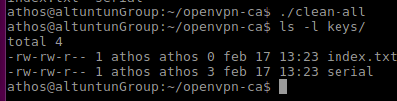 athos@altuntunGroup:~/openvpn-ca$ ./clean-all
athos@altuntunGroup:~/openvpn-ca$ ls -l keys/
total 4
-rw-rw-r-- 1 athos athos 0 feb 17 13:23 index.txt
-rw-rw-r-- 1 athos athos 3 feb 17 13:23 serial
athos@altuntunGroup:~/openvpn-ca$